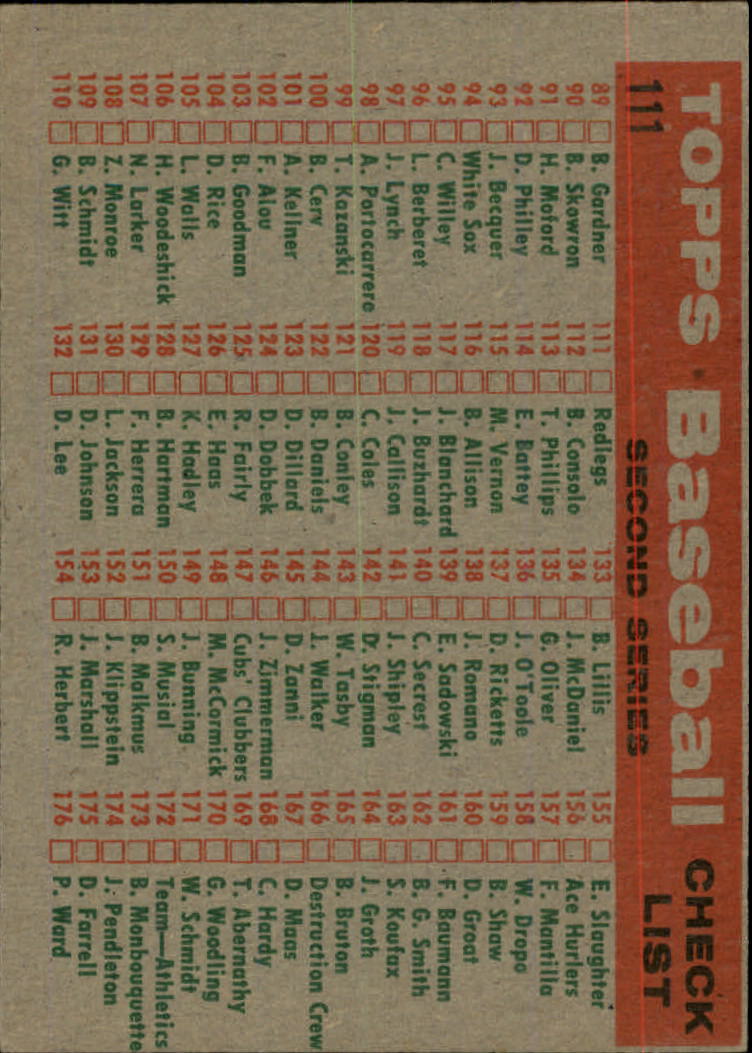 TOPPS Baseball CHECK LIST
111 SECOND SERIES
89 B. Gardner
90 B. Skowron
91 H. Moford
92 D. Philley
93 J. Becquer
94 White Sox
95 C. Willey
96 L. Berberet
97 J. Lynch
98 A. Portocarrero
99 T. Kazanski
100 B. Cerv
101 A. Kellner
102 F. Alou
103 B. Goodman
104 D. Rice
105 L. Walls
106 H. Woodeshick
107 N. Larker
108 Z. Monroe
109 B. Schmidt
110 G. Witt
111 Redlegs
112 B. Consolo
113 T. Phillips
114 E. Battey
115 M. Vernon
116 B. Allison
117 J. Blanchard
118 J. Buzhardt
119 J. Callison
120 C. Coles
121 B. Conley
122 B. Daniels
123 D. Dillard
124 D. Dobbek
125 R. Fairly
126 E. Haas
127 K. Hadley
128 B. Hartman
129 F. Herrera
130 L. Jackson
131 D. Johnson
132 D. Lee
133 B. Lillis
134 J. McDaniel
135 G. Oliver
136 J. O'Toole
137 D. Ricketts
138 J. Romano
139 E. Sadowski
140 C. Secrest
141 J. Shipley
142 D. Stigman
143 W. Tasby
144 J. Walker
145 D. Zanni
146 J. Zimmerman
147 Cubs' Clubbers
148 M. McCormick
149 J. Bunning
150 S. Musial
151 B. Malkmus
152 J. Klippstein
153 J. Marshall
154 R. Herbert
155 E. Slaughter
156 Ace Hurlers
157 F. Mantilla
158 W. Dropo
159 B. Shaw
160 D. Groat
161 F. Baumann
162 B. G. Smith
163 S. Koufax
164 J. Groth
165 B. Bruton
166 Destruction Crew
167 D. Maas
168 C. Hardy
169 T. Abernathy
170 G. Woodling
171 W. Schmidt
172 Team—Athletics
173 B. Monbouquette
174 J. Pendleton
175 D. Farrell
176 P. Ward